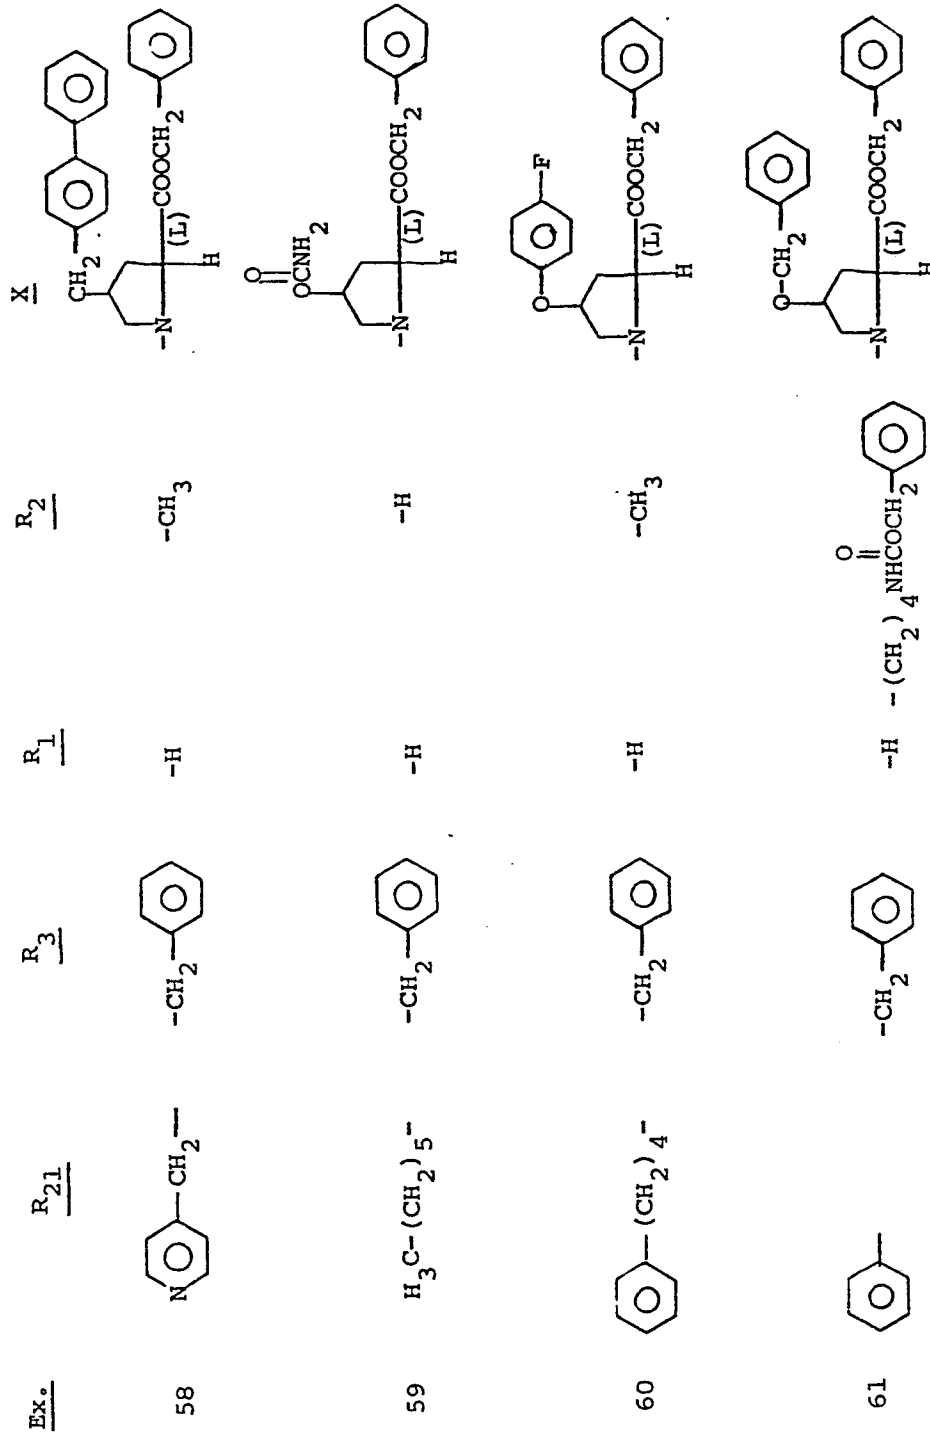 Ex. R21 R3 R1 R2 X
58 N -CH2- -CH2- -H -CH3 CH2 -N- (L) COOCH2- H
59 H3C-(CH2)5- -CH2- -H -H O OCNH2 -N- (L) COOCH2- H
60 -(CH2)4- -CH2- -H -CH3 O -F -N- (L) COOCH2- H
61 -CH2- -H -(CH2)4NHCOCH2- O O-CH2- -N- (L) COOCH2- H